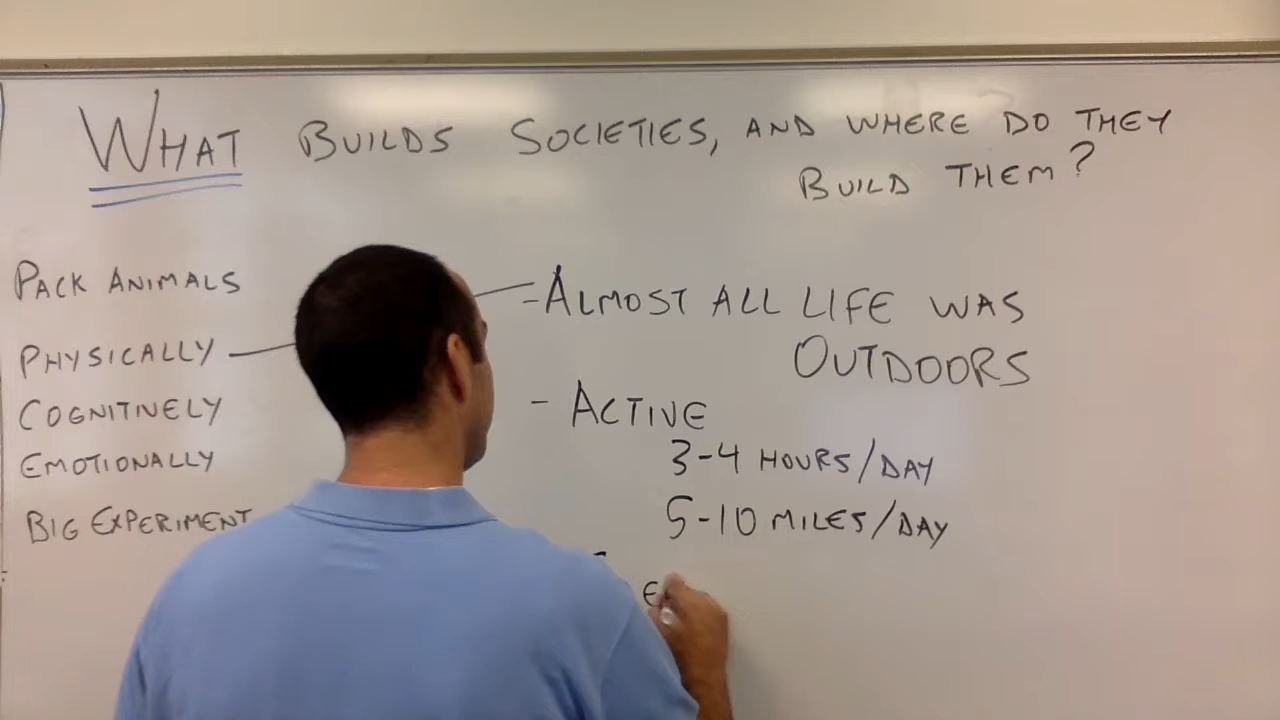 WHAT BUILDS SOCIETIES, AND WHERE DO THEY
BUILD THEM?
PACK ANIMALS
PHYSICALLY
COGNITIVELY
EMOTIONALLY
BIG EXPERIMENT
- ALMOST ALL LIFE WAS
OUTDOORS
- ACTIVE
3-4 HOURS/DAY
5-10 MILES/DAY